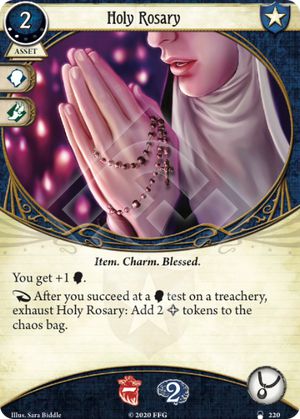 2
Holy Rosary
ASSET
Item. Charm. Blessed.
You get +1 .
After you succeed at a test on a treachery,
exhaust Holy Rosary: Add 2 tokens to the
chaos bag.
2
Illus. Sara Biddle
© 2020 FFG
220